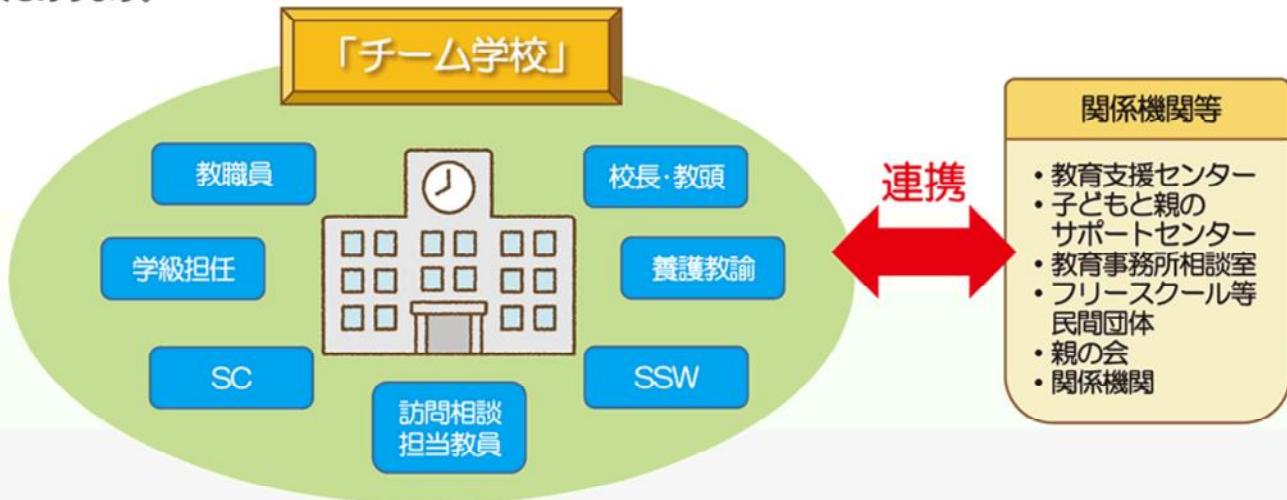 「チーム学校」
教職員
校長・教頭
学級担任
養護教諭
SC
SSW
訪問相談
担当教員
連携
関係機関等
・教育支援センター
・子どもと親の
サポートセンター
・教育事務所相談室
・フリースクール等
民間団体
・親の会
・関係機関